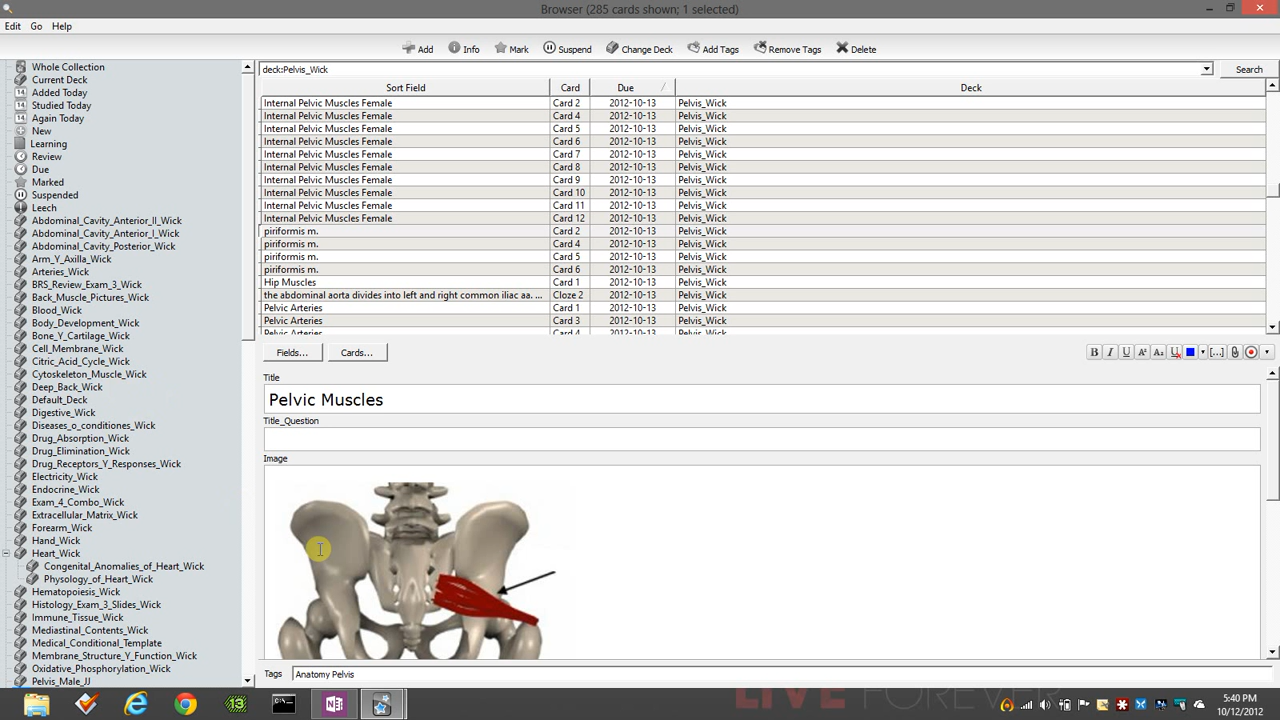 Browser (285 cards shown; 1 selected)
Edit Go Help
Add Info Mark Suspend Change Deck Add Tags Remove Tags Delete
Whole Collection
Current Deck
Added Today
Studied Today
Again Today
New
Learning
Review
Due
Marked
Suspended
Leech
Abdominal_Cavity_Anterior_II_Wick
Abdominal_Cavity_Anterior_I_Wick
Abdominal_Cavity_Posterior_Wick
Arm_Y_Axilla_Wick
Arteries_Wick
BRS_Review_Exam_3_Wick
Back_Muscle_Pictures_Wick
Blood_Wick
Body_Development_Wick
Bone_Y_Cartilage_Wick
Cell_Membrane_Wick
Citric_Acid_Cycle_Wick
Cytoskeleton_Muscle_Wick
Deep_Back_Wick
Default_Deck
Digestive_Wick
Diseases_o_conditiones_Wick
Drug_Absorption_Wick
Drug_Elimination_Wick
Drug_Receptors_Y_Responses_Wick
Electricity_Wick
Endocrine_Wick
Exam_4_Combo_Wick
Extracellular_Matrix_Wick
Forearm_Wick
Hand_Wick
Heart_Wick
Congenital_Anomalies_of_Heart_Wick
Physology_of_Heart_Wick
Hematopoiesis_Wick
Histology_Exam_3_Slides_Wick
Immune_Tissue_Wick
Mediastinal_Contents_Wick
Medical_Conditional_Template
Membrane_Structure_Y_Function_Wick
Oxidative_Phosphorylation_Wick
Pelvis_Male_JJ
deck:Pelvis_Wick Search
Sort Field Card Due Deck
Internal Pelvic Muscles Female Card 2 2012-10-13 Pelvis_Wick
Internal Pelvic Muscles Female Card 4 2012-10-13 Pelvis_Wick
Internal Pelvic Muscles Female Card 5 2012-10-13 Pelvis_Wick
Internal Pelvic Muscles Female Card 6 2012-10-13 Pelvis_Wick
Internal Pelvic Muscles Female Card 7 2012-10-13 Pelvis_Wick
Internal Pelvic Muscles Female Card 8 2012-10-13 Pelvis_Wick
Internal Pelvic Muscles Female Card 9 2012-10-13 Pelvis_Wick
Internal Pelvic Muscles Female Card 10 2012-10-13 Pelvis_Wick
Internal Pelvic Muscles Female Card 11 2012-10-13 Pelvis_Wick
Internal Pelvic Muscles Female Card 12 2012-10-13 Pelvis_Wick
piriformis m. Card 2 2012-10-13 Pelvis_Wick
piriformis m. Card 4 2012-10-13 Pelvis_Wick
piriformis m. Card 5 2012-10-13 Pelvis_Wick
piriformis m. Card 6 2012-10-13 Pelvis_Wick
Hip Muscles Card 1 2012-10-13 Pelvis_Wick
the abdominal aorta divides into left and right common iliac aa. ... Cloze 2 2012-10-13 Pelvis_Wick
Pelvic Arteries Card 1 2012-10-13 Pelvis_Wick
Pelvic Arteries Card 3 2012-10-13 Pelvis_Wick
Pelvic Arteries Card 4 2012-10-13 Pelvis_Wick
Fields... Cards... B I U A² A₂ U [...]
Title
Pelvic Muscles
Title_Question
Image
Tags Anatomy Pelvis
LIVE FOREVER
13
5:40 PM
10/12/2012